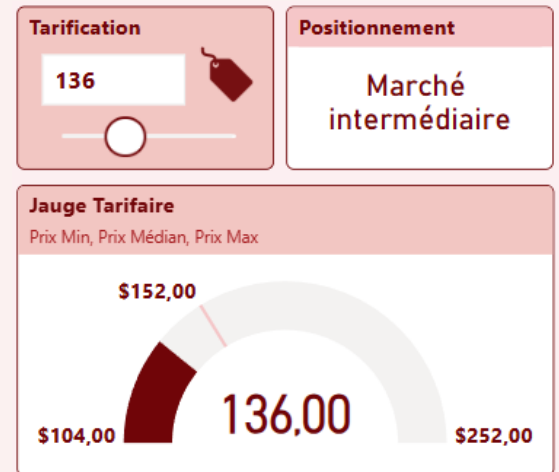 Tarification
136
Positionnement
Marché
intermédiaire
Jauge Tarifaire
Prix Min, Prix Médian, Prix Max
$152,00
136,00
$104,00
$252,00